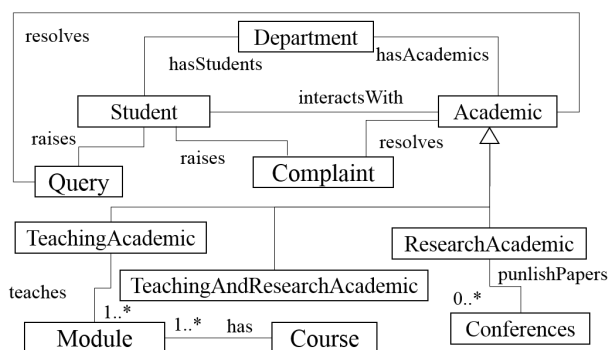 resolves
Department
hasStudents
hasAcademics
Student
interactsWith
Academic
raises
raises
resolves
Query
Complaint
TeachingAcademic
ResearchAcademic
TeachingAndResearchAcademic
punlishPapers
teaches
1..*
1..*
has
0..*
Module
Course
Conferences